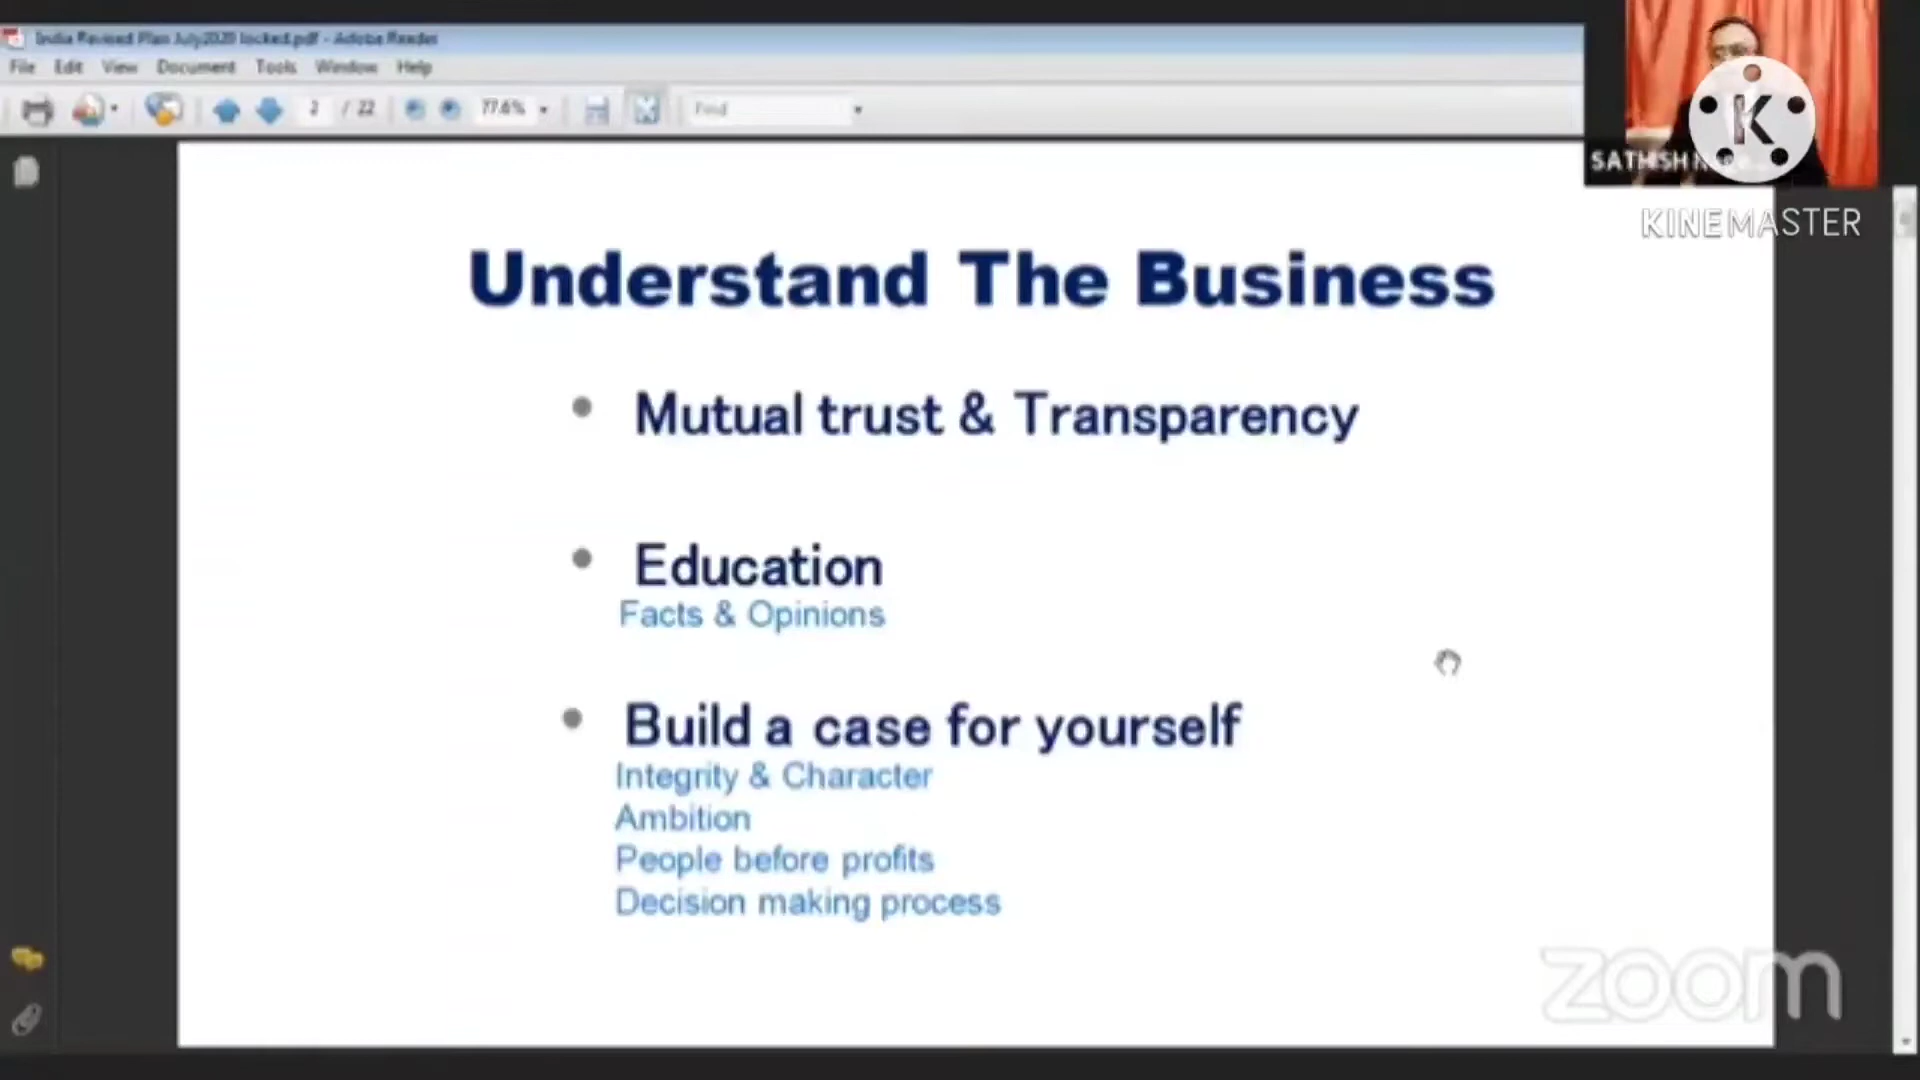 India Revised Plan July2020 locked.pdf - Adobe Reader
File Edit View Document Tools Window Help
2 / 22 77.6% Find
SATHISH
K
KINEMASTER
Understand The Business
• Mutual trust & Transparency
• Education
Facts & Opinions
• Build a case for yourself
Integrity & Character
Ambition
People before profits
Decision making process
zoom